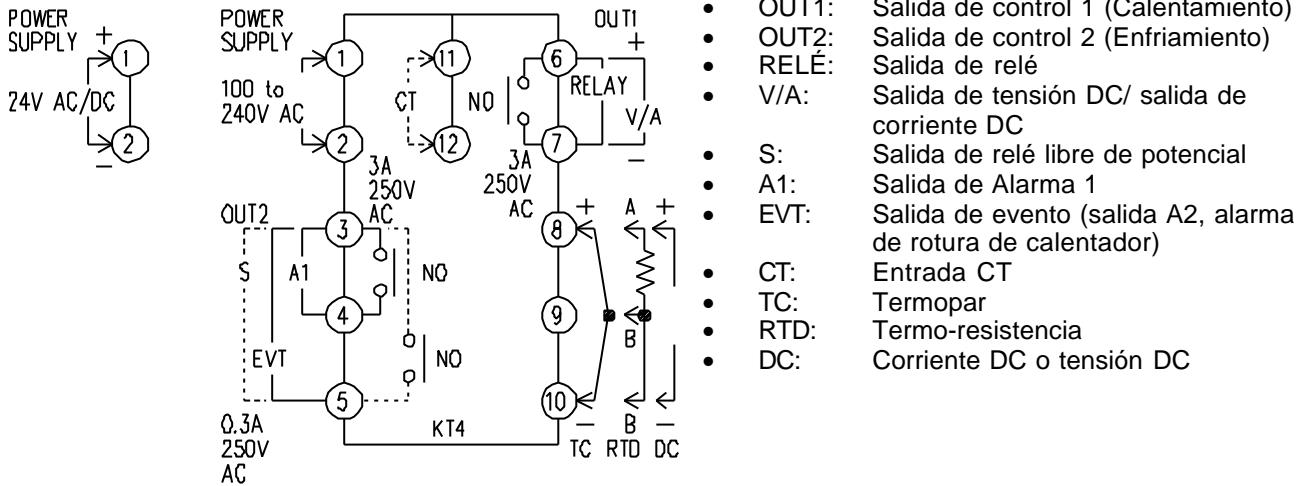 POWER SUPPLY
+
1
24V AC/DC
2
−
POWER SUPPLY
1
100 to 240V AC
2
11
CT
12
OUT1
+
6
NO
RELAY
V/A
7
−
3A 250V AC
3A 250V AC
OUT2
3
S
A1
NO
4
EVT
NO
5
0.3A 250V AC
KT4
8
+
A
+
9
B
10
−
B
−
TC RTD DC
• OUT1: Salida de control 1 (Calentamiento)
• OUT2: Salida de control 2 (Enfriamiento)
• RELÉ: Salida de relé
• V/A: Salida de tensión DC/ salida de
corriente DC
• S: Salida de relé libre de potencial
• A1: Salida de Alarma 1
• EVT: Salida de evento (salida A2, alarma
de rotura de calentador)
• CT: Entrada CT
• TC: Termopar
• RTD: Termo-resistencia
• DC: Corriente DC o tensión DC